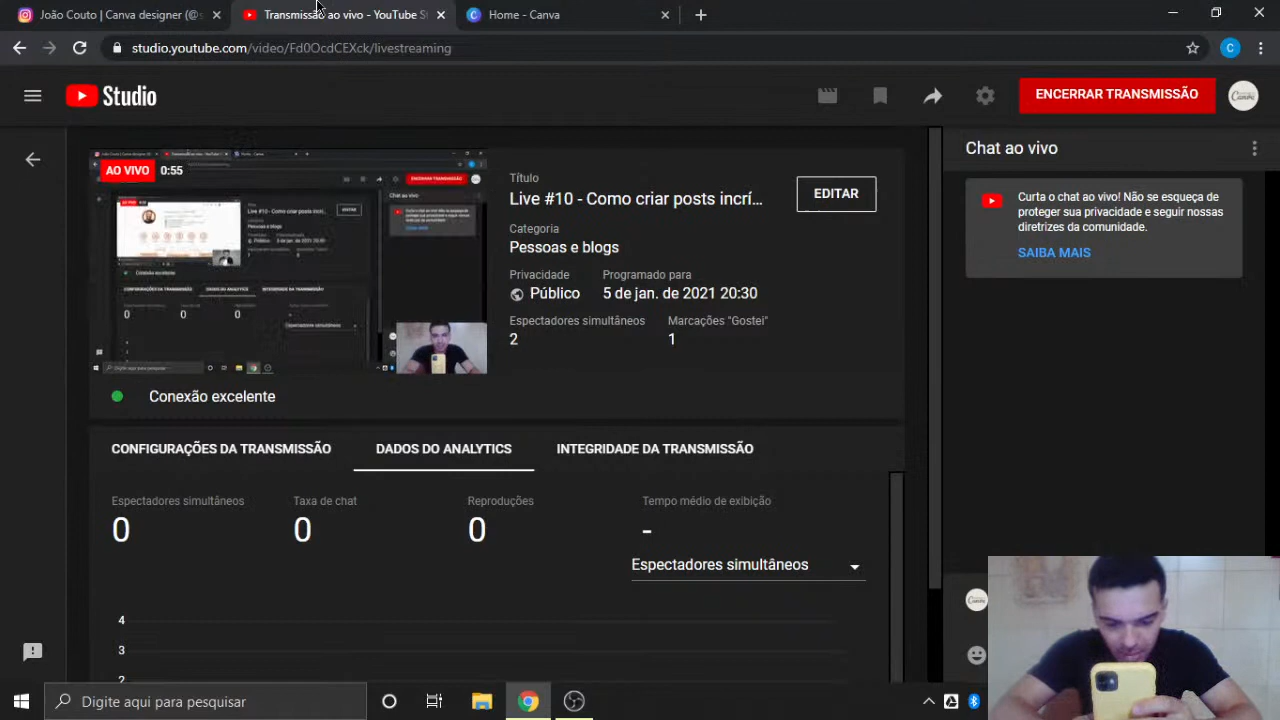 João Couto | Canva designer (@s
Transmissão ao vivo - YouTube S
Home - Canva
studio.youtube.com/video/Fd0OcdCEXck/livestreaming
C
Studio
ENCERRAR TRANSMISSÃO
AO VIVO 0:55
Título
Live #10 - Como criar posts incrí...
EDITAR
Categoria
Pessoas e blogs
Privacidade
Programado para
Público
5 de jan. de 2021 20:30
Espectadores simultâneos
Marcações "Gostei"
2
1
Conexão excelente
CONFIGURAÇÕES DA TRANSMISSÃO
DADOS DO ANALYTICS
INTEGRIDADE DA TRANSMISSÃO
Espectadores simultâneos
Taxa de chat
Reproduções
Tempo médio de exibição
0
0
0
-
Espectadores simultâneos
4
3
2
Chat ao vivo
Curta o chat ao vivo! Não se esqueça de
proteger sua privacidade e seguir nossas
diretrizes da comunidade.
SAIBA MAIS
Digite aqui para pesquisar